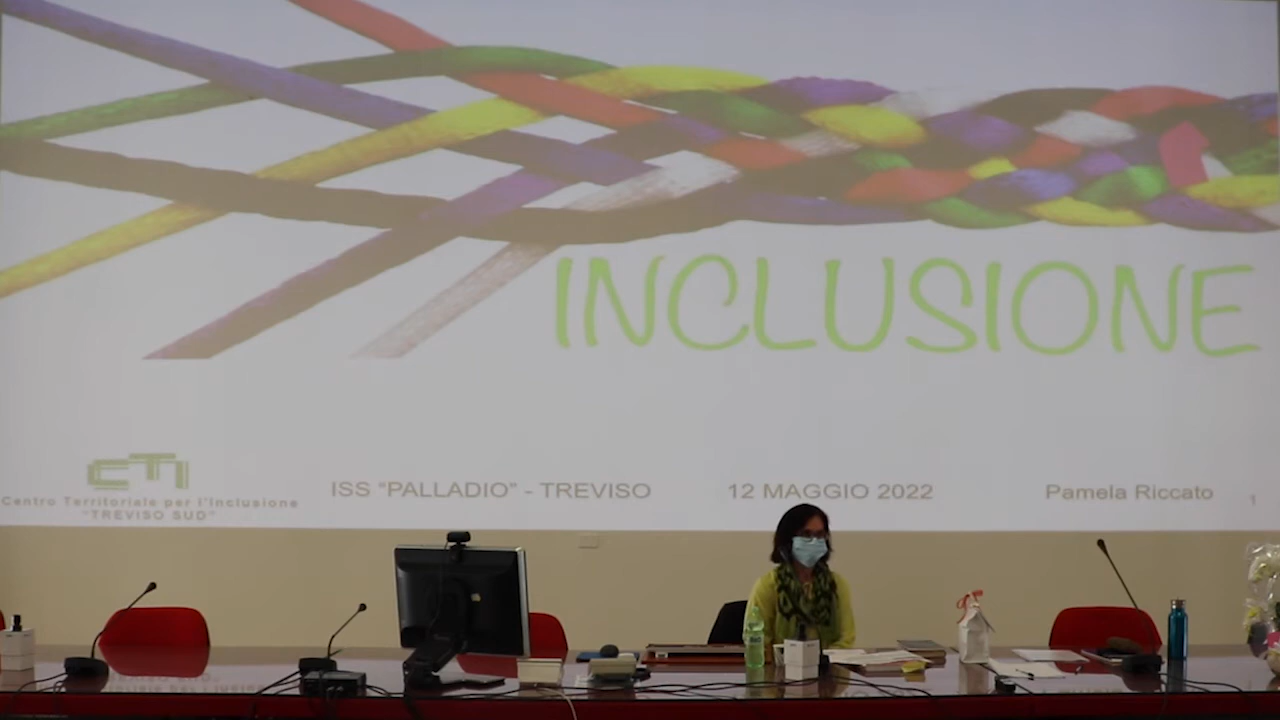 INCLUSIONE
CTI
Centro Territoriale per l'Inclusione
"TREVISO SUD"
ISS "PALLADIO" - TREVISO
12 MAGGIO 2022
Pamela Riccato
1